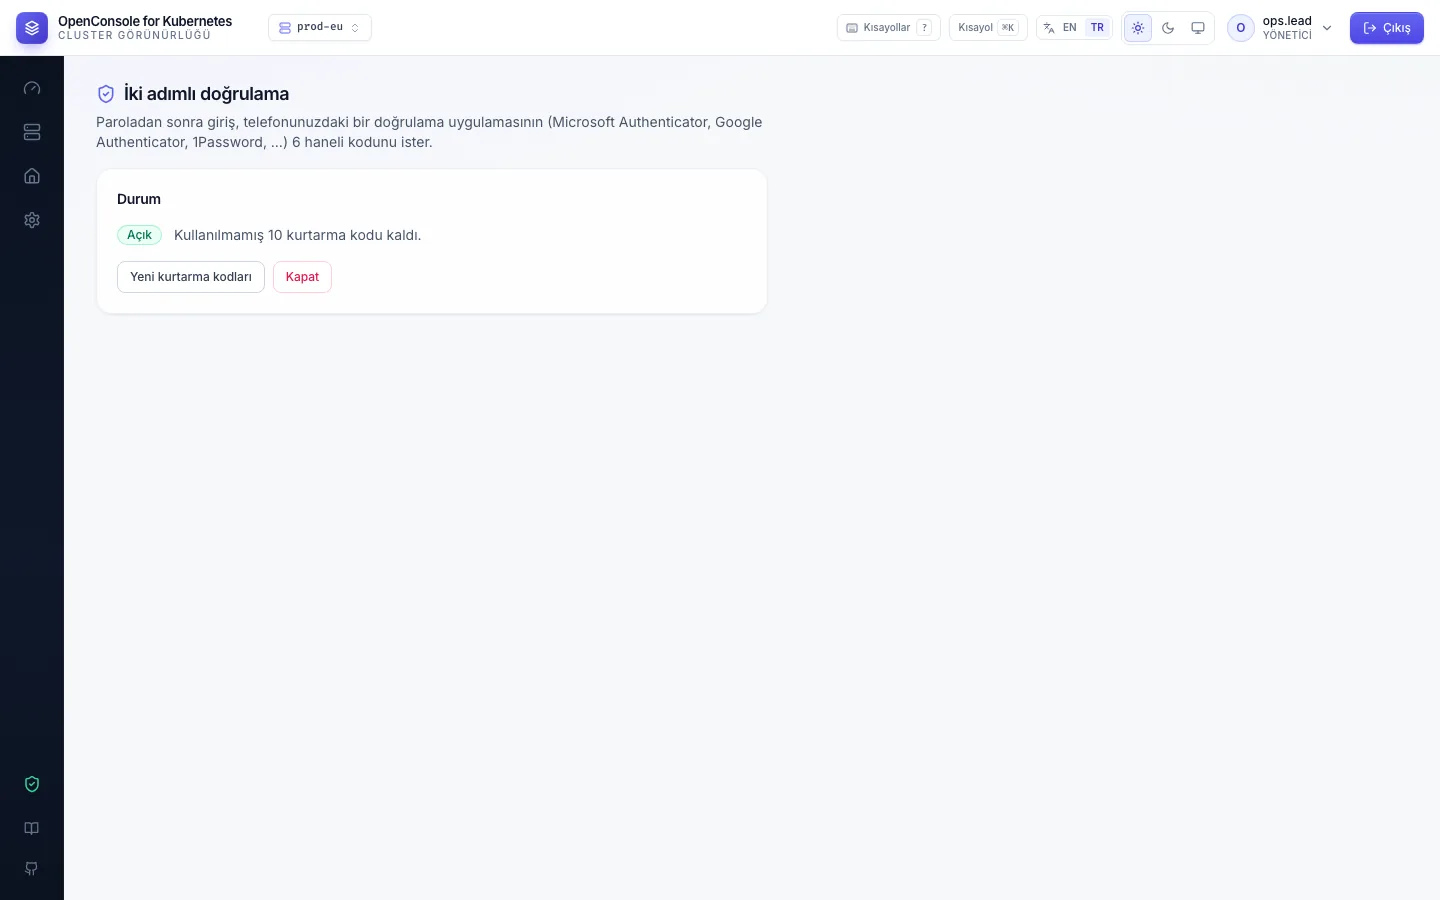 OpenConsole for Kubernetes
CLUSTER GÖRÜNÜRLÜĞÜ
prod-eu
Kısayollar ?
Kısayol ⌘K
EN TR
O
ops.lead
YÖNETİCİ
Çıkış
İki adımlı doğrulama
Paroladan sonra giriş, telefonunuzdaki bir doğrulama uygulamasının (Microsoft Authenticator, Google
Authenticator, 1Password, ...) 6 haneli kodunu ister.
Durum
Açık Kullanılmamış 10 kurtarma kodu kaldı.
Yeni kurtarma kodları Kapat